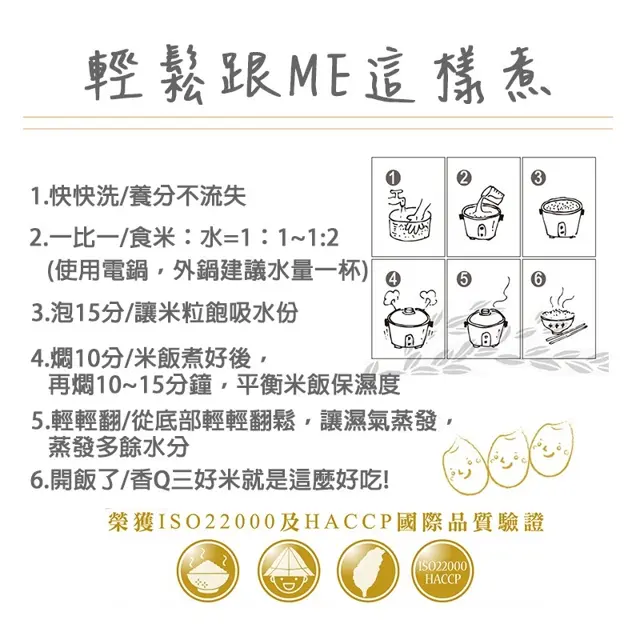 輕鬆跟ME這樣煮
1.快快洗/養分不流失
2.一比一/食米：水=1：1~1:2
(使用電鍋，外鍋建議水量一杯)
3.泡15分/讓米粒飽吸水份
4.燜10分/米飯煮好後，
再燜10~15分鐘，平衡米飯保濕度
5.輕輕翻/從底部輕輕翻鬆，讓濕氣蒸發，
蒸發多餘水分
6.開飯了/香Q三好米就是這麼好吃!
1
2
3
4
5
6
榮獲ISO22000及HACCP國際品質驗證
ISO22000
HACCP